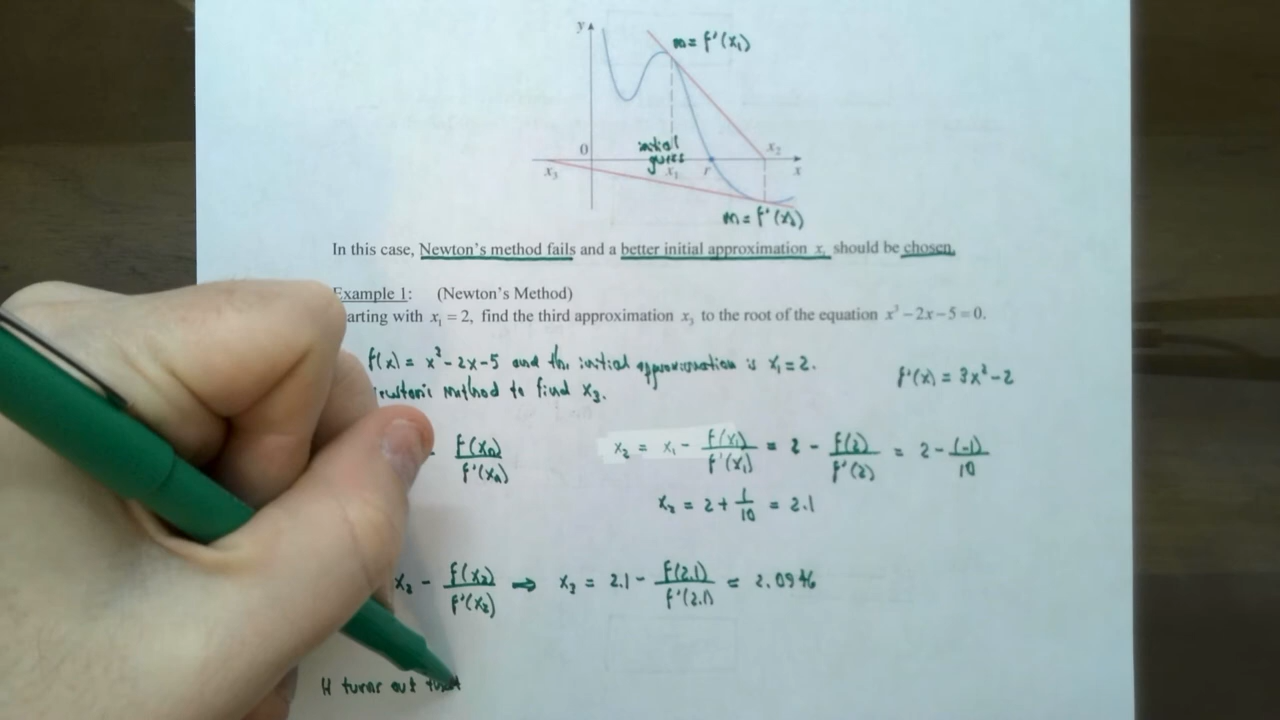 y
m = f'(x₁)
0
initial
guess
x₂
x₃
x₁
r
x
m = f'(x₂)
In this case, Newton's method fails and a better initial approximation x₁ should be chosen.
Example 1: (Newton's Method)
arting with x₁ = 2, find the third approximation x₃ to the root of the equation x³ – 2x – 5 = 0.
f(x) = x³ - 2x - 5 and the initial approximation is x₁ = 2.
f'(x) = 3x² - 2
Newton's method to find x₃.
- f(xₙ)/f'(xₙ)
x₂ = x₁ - f(x₁)/f'(x₁) = 2 - f(2)/f'(2) = 2 - (-1)/10
x₂ = 2 + 1/10 = 2.1
x₂ - f(x₂)/f'(x₂) ⇒ x₃ = 2.1 - f(2.1)/f'(2.1) = 2.0946
It turns out that